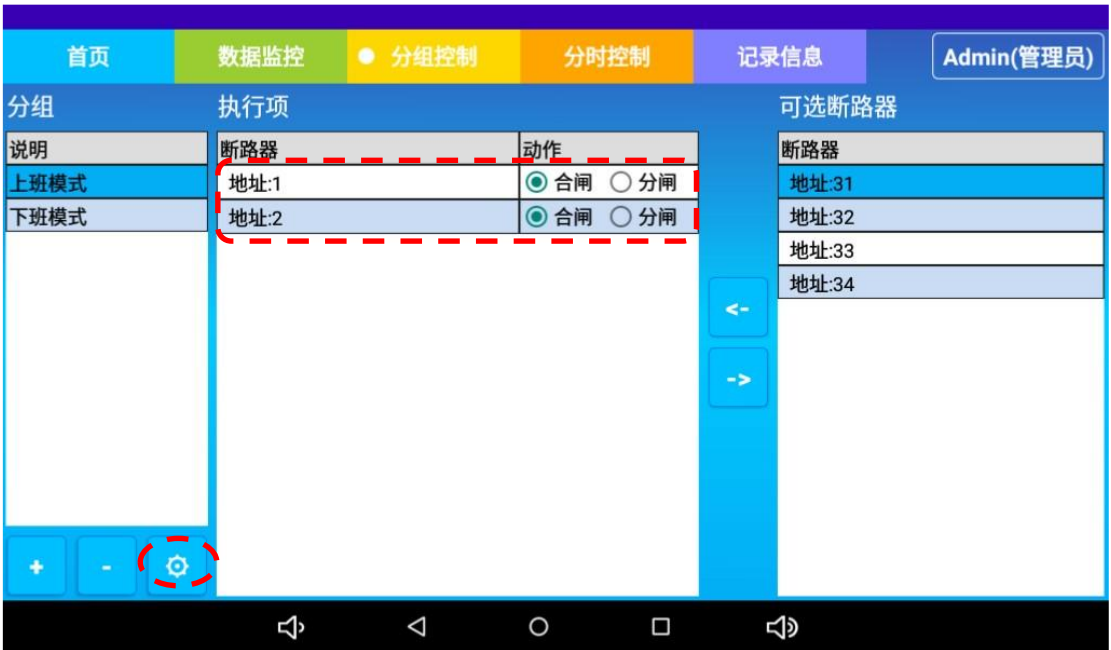 首页 数据监控 分组控制 分时控制 记录信息 Admin(管理员)
分组 执行项 可选断路器
说明 断路器 动作 断路器
上班模式 地址:1 合闸 分闸 地址:31
下班模式 地址:2 合闸 分闸 地址:32
地址:33
地址:34
<-
->
+ -